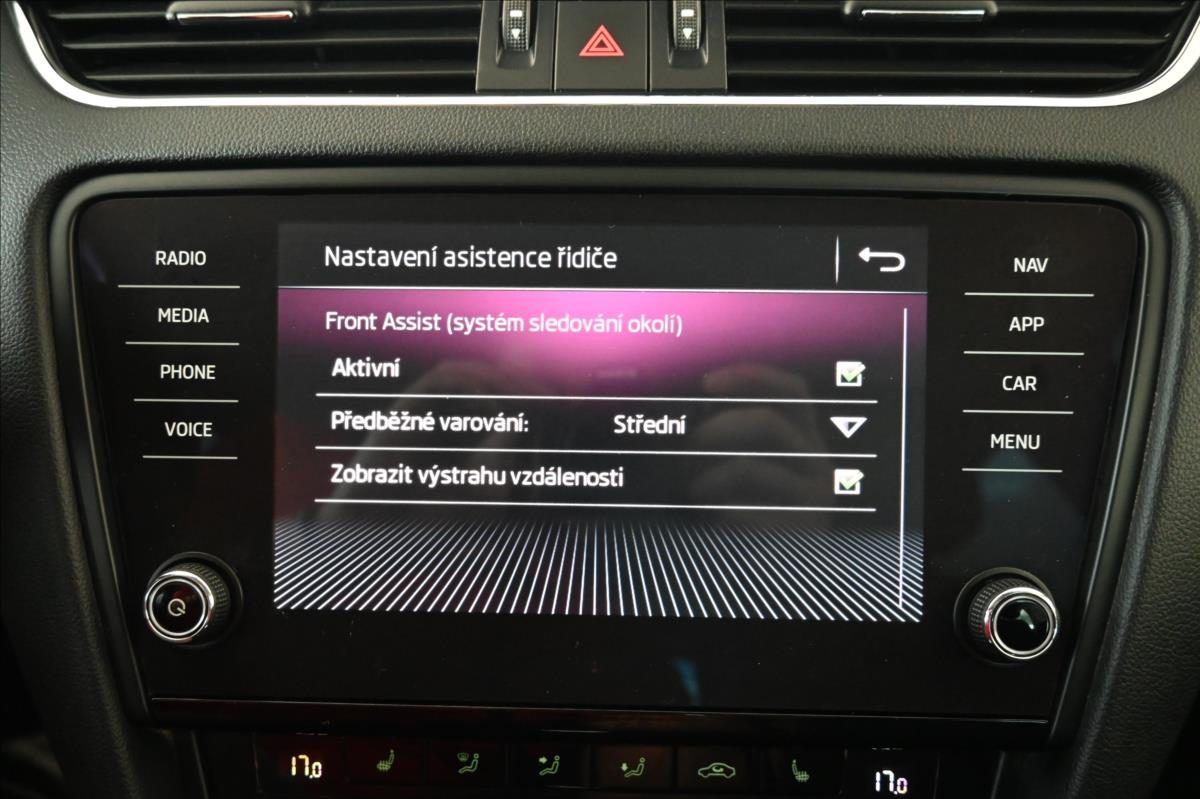 RADIO
MEDIA
PHONE
VOICE
Nastavení asistence řidiče
Front Assist (systém sledování okolí)
Aktivní
Předběžné varování: Střední
Zobrazit výstrahu vzdálenosti
NAV
APP
CAR
MENU
17.0
17.0